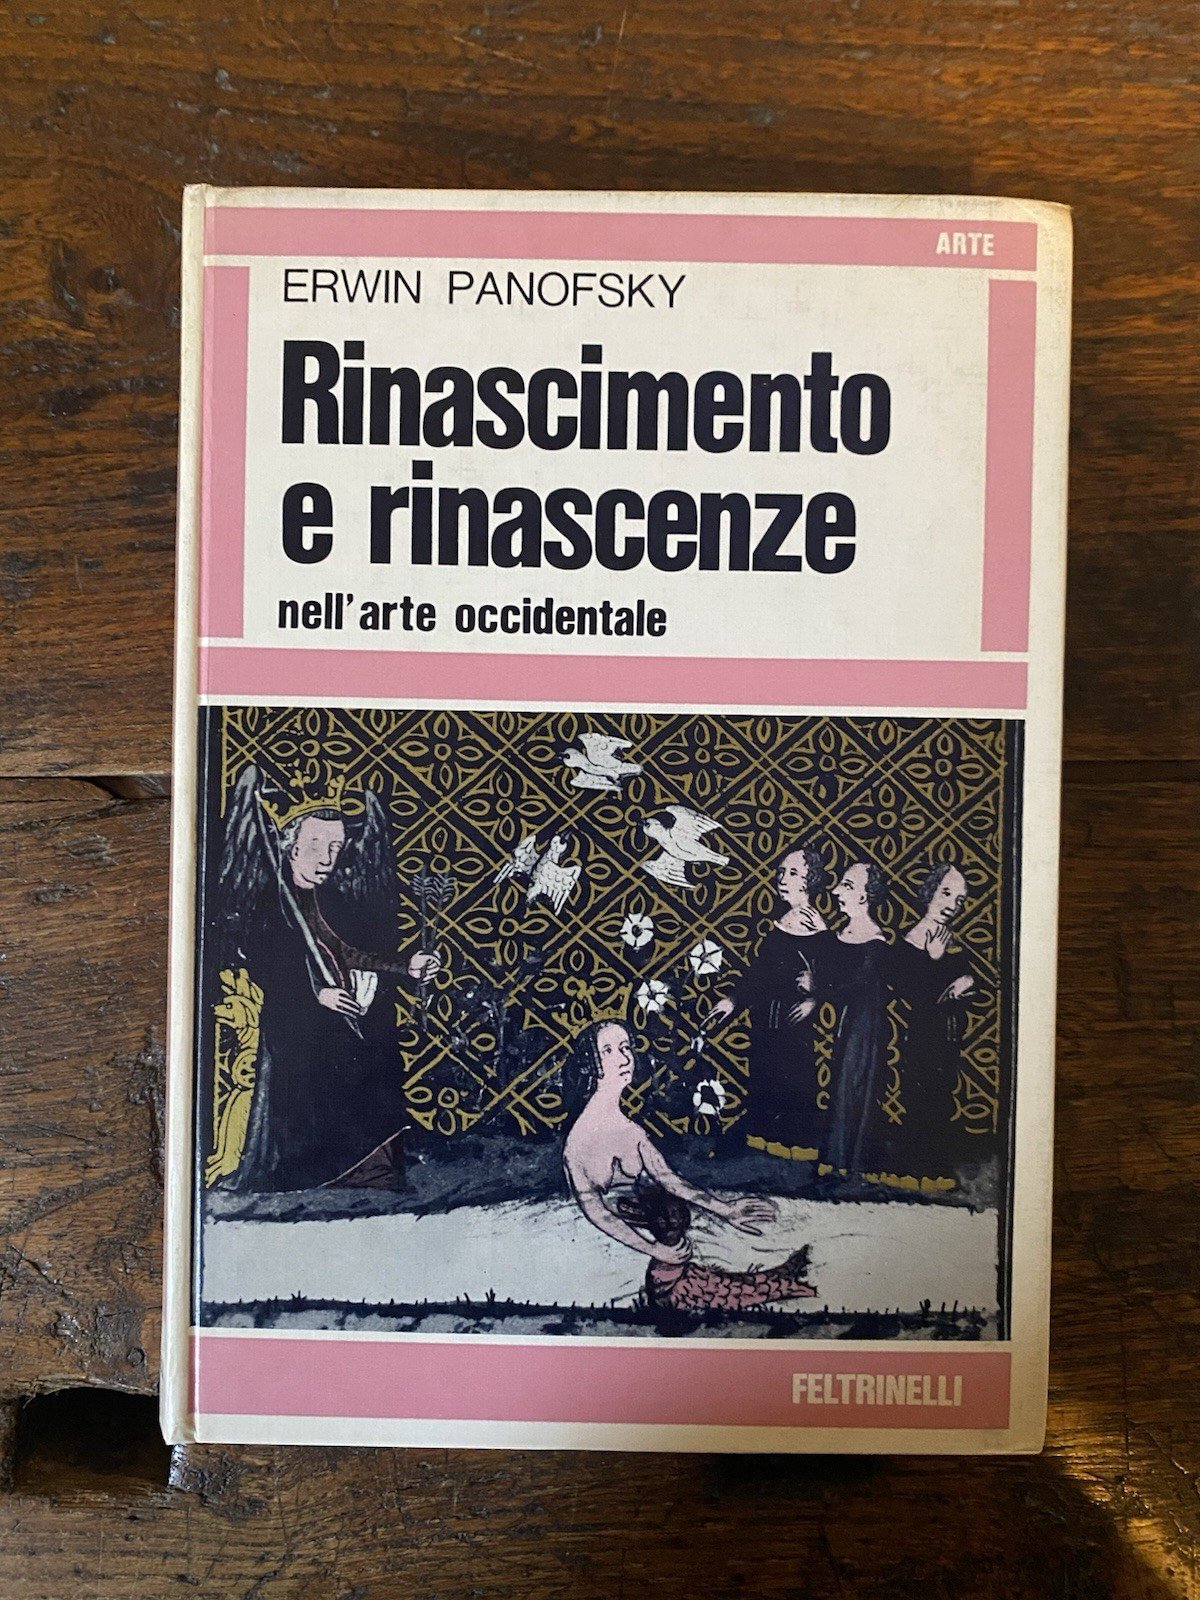 ARTE
ERWIN PANOFSKY
Rinascimento
e rinascenze
nell'arte occidentale
FELTRINELLI